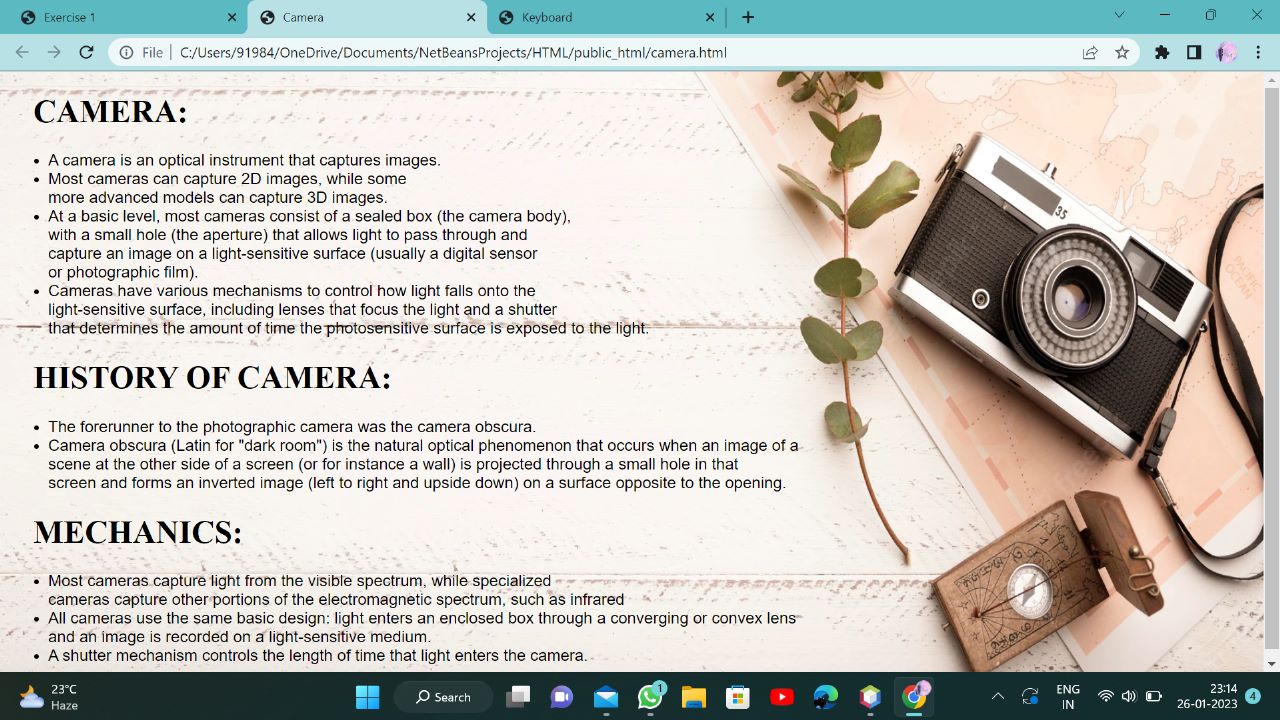 Exercise 1
Camera
Keyboard
File
C:/Users/91984/OneDrive/Documents/NetBeansProjects/HTML/public_html/camera.html
CAMERA:
• A camera is an optical instrument that captures images.
• Most cameras can capture 2D images, while some
more advanced models can capture 3D images.
• At a basic level, most cameras consist of a sealed box (the camera body),
with a small hole (the aperture) that allows light to pass through and
capture an image on a light-sensitive surface (usually a digital sensor
or photographic film).
• Cameras have various mechanisms to control how light falls onto the
light-sensitive surface, including lenses that focus the light and a shutter
that determines the amount of time the photosensitive surface is exposed to the light.
HISTORY OF CAMERA:
• The forerunner to the photographic camera was the camera obscura.
• Camera obscura (Latin for "dark room") is the natural optical phenomenon that occurs when an image of a
scene at the other side of a screen (or for instance a wall) is projected through a small hole in that
screen and forms an inverted image (left to right and upside down) on a surface opposite to the opening.
MECHANICS:
• Most cameras capture light from the visible spectrum, while specialized
cameras capture other portions of the electromagnetic spectrum, such as infrared
• All cameras use the same basic design: light enters an enclosed box through a converging or convex lens
and an image is recorded on a light-sensitive medium.
• A shutter mechanism controls the length of time that light enters the camera.
35
PACIFIC
OCEAN
23°C
Haze
Search
1
ENG
IN
23:14
26-01-2023
4